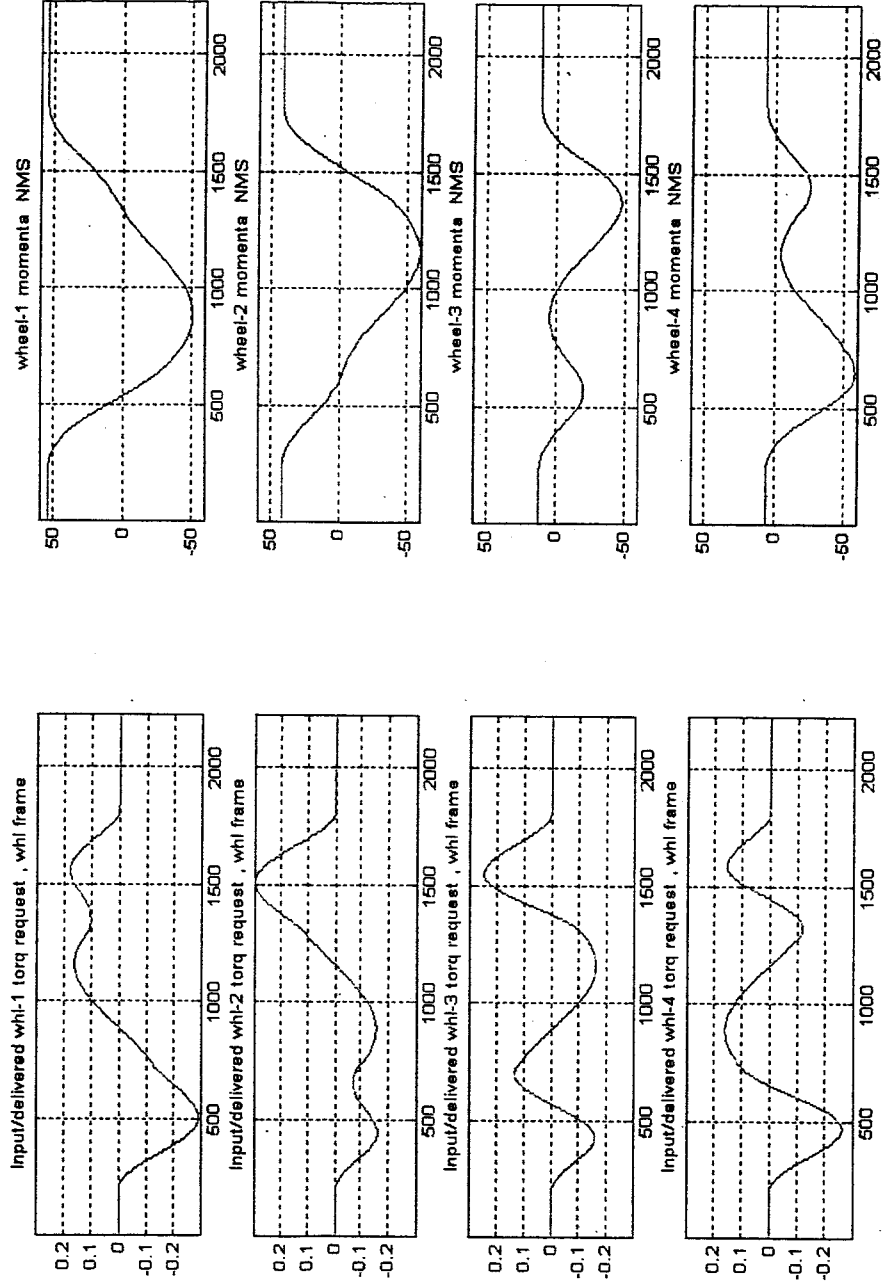 Input/delivered whl-1 torq request , whl frame
0.2
0.1
0
-0.1
-0.2
500 1000 1500 2000
Input/delivered whl-2 torq request , whl frame
0.2
0.1
0
-0.1
-0.2
500 1000 1500 2000
Input/delivered whl-3 torq request , whl frame
0.2
0.1
0
-0.1
-0.2
500 1000 1500 2000
Input/delivered whl-4 torq request , whl frame
0.2
0.1
0
-0.1
-0.2
500 1000 1500 2000
wheel-1 momenta NMS
50
0
-50
500 1000 1500 2000
wheel-2 momenta NMS
50
0
-50
500 1000 1500 2000
wheel-3 momenta NMS
50
0
-50
500 1000 1500 2000
wheel-4 momenta NMS
50
0
-50
500 1000 1500 2000